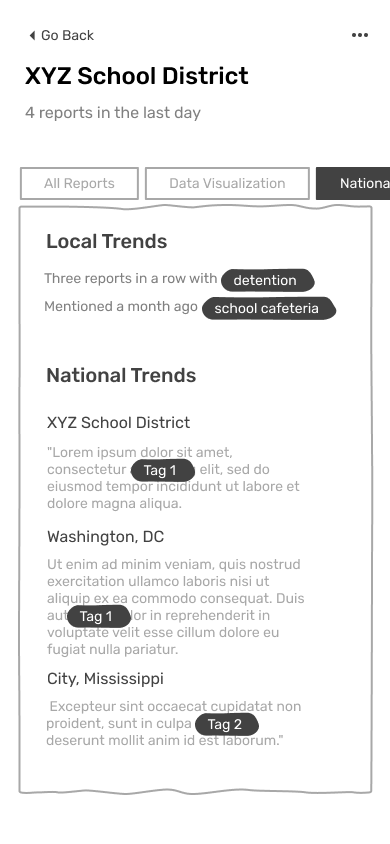 Go Back
XYZ School District
4 reports in the last day
All Reports
Data Visualization
Nationa
Local Trends
Three reports in a row with detention
Mentioned a month ago school cafeteria
National Trends
XYZ School District
"Lorem ipsum dolor sit amet,
consectetur Tag 1 elit, sed do
eiusmod tempor incididunt ut labore et
dolore magna aliqua.
Washington, DC
Ut enim ad minim veniam, quis nostrud
exercitation ullamco laboris nisi ut
aliquip ex ea commodo consequat. Duis
aut Tag 1 lor in reprehenderit in
voluptate velit esse cillum dolore eu
fugiat nulla pariatur.
City, Mississippi
Excepteur sint occaecat cupidatat non
proident, sunt in culpa Tag 2
deserunt mollit anim id est laborum."